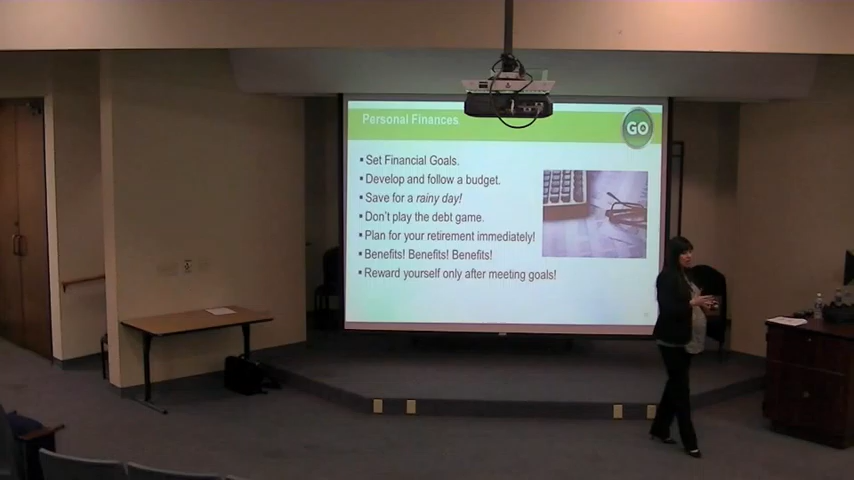 Personal Finances
GO
▪ Set Financial Goals.
▪ Develop and follow a budget.
▪ Save for a rainy day!
▪ Don't play the debt game.
▪ Plan for your retirement immediately!
▪ Benefits! Benefits! Benefits!
▪ Reward yourself only after meeting goals!